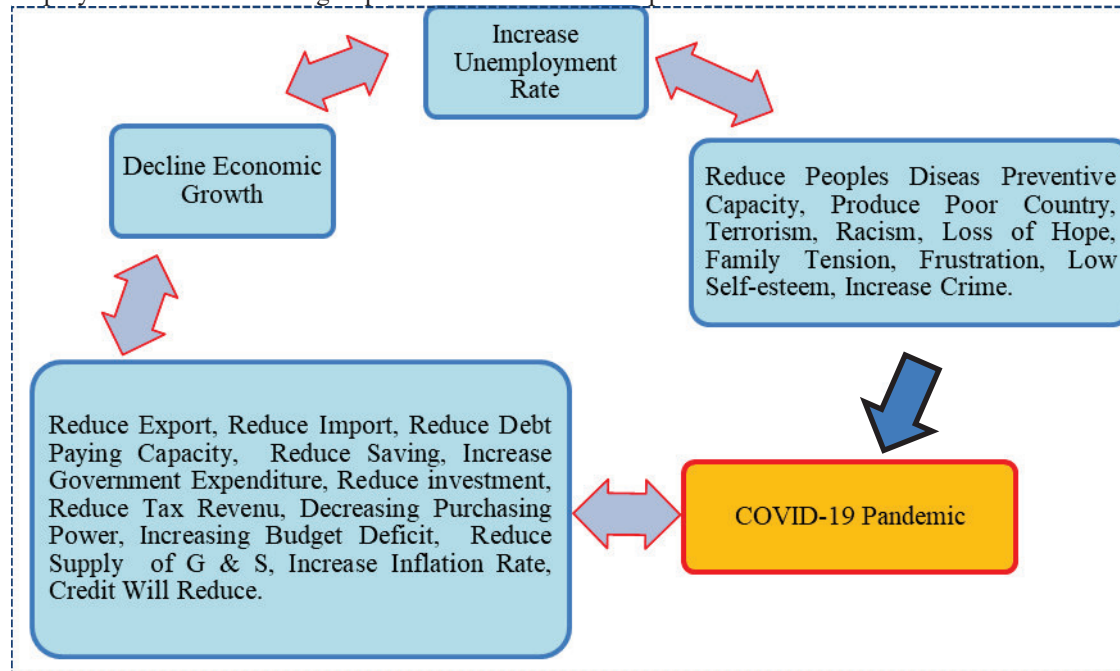 Increase
Unemployment
Rate
Decline Economic
Growth
Reduce Peoples Diseas Preventive
Capacity, Produce Poor Country,
Terrorism, Racism, Loss of Hope,
Family Tension, Frustration, Low
Self-esteem, Increase Crime.
Reduce Export, Reduce Import, Reduce Debt
Paying Capacity, Reduce Saving, Increase
Government Expenditure, Reduce investment,
Reduce Tax Revenu, Decreasing Purchasing
Power, Increasing Budget Deficit, Reduce
Supply of G & S, Increase Inflation Rate,
Credit Will Reduce.
COVID-19 Pandemic